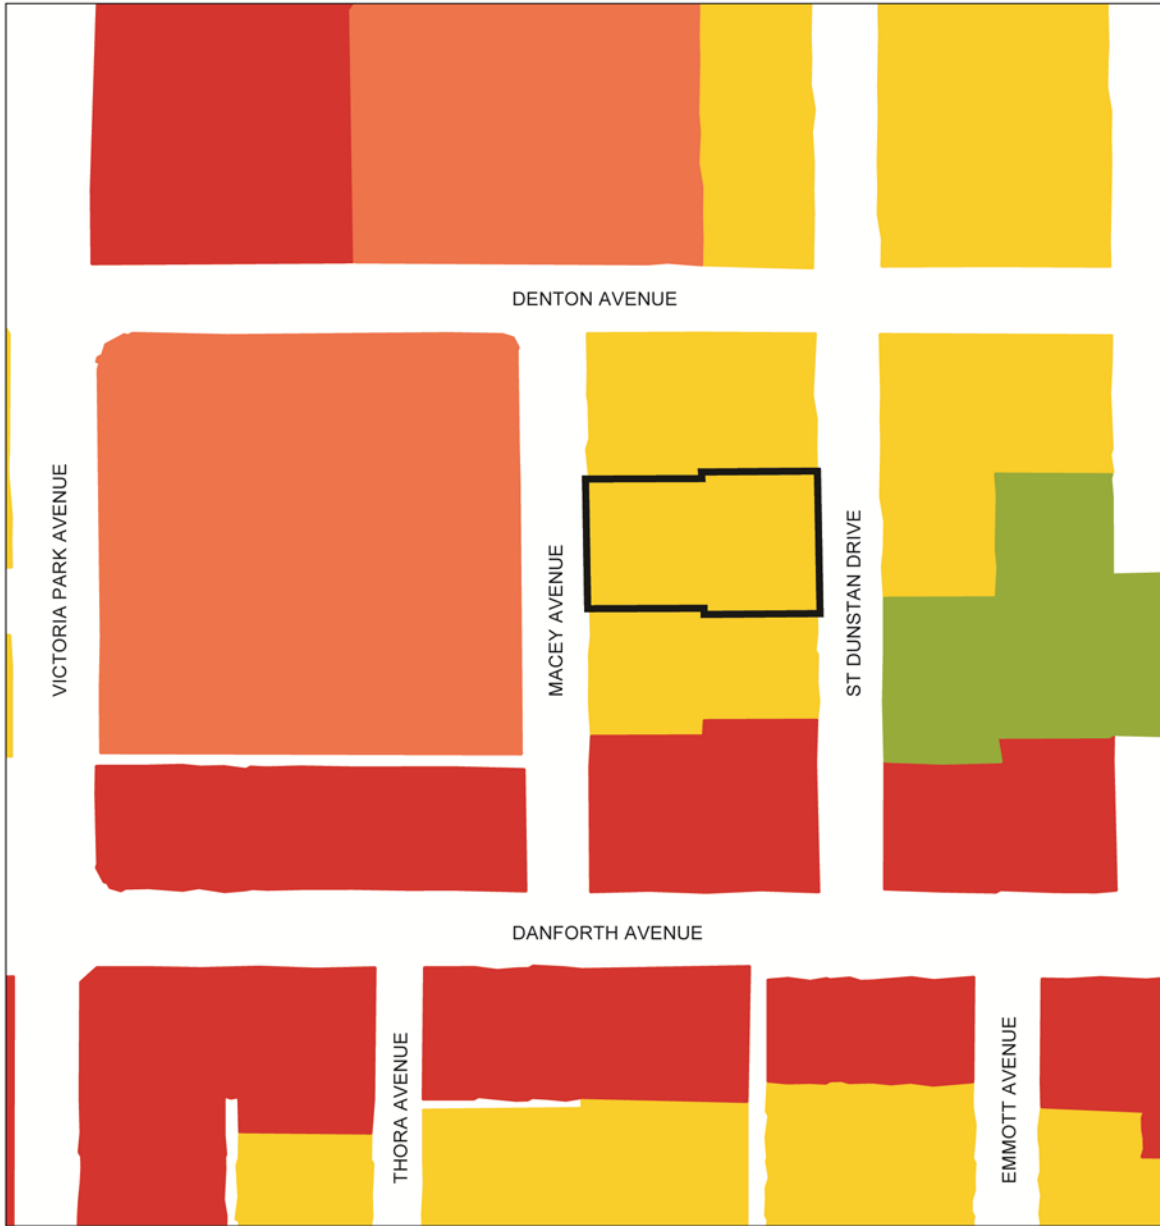 DENTON AVENUE
VICTORIA PARK AVENUE
MACEY AVENUE
ST DUNSTAN DRIVE
DANFORTH AVENUE
THORA AVENUE
EMMOTT AVENUE